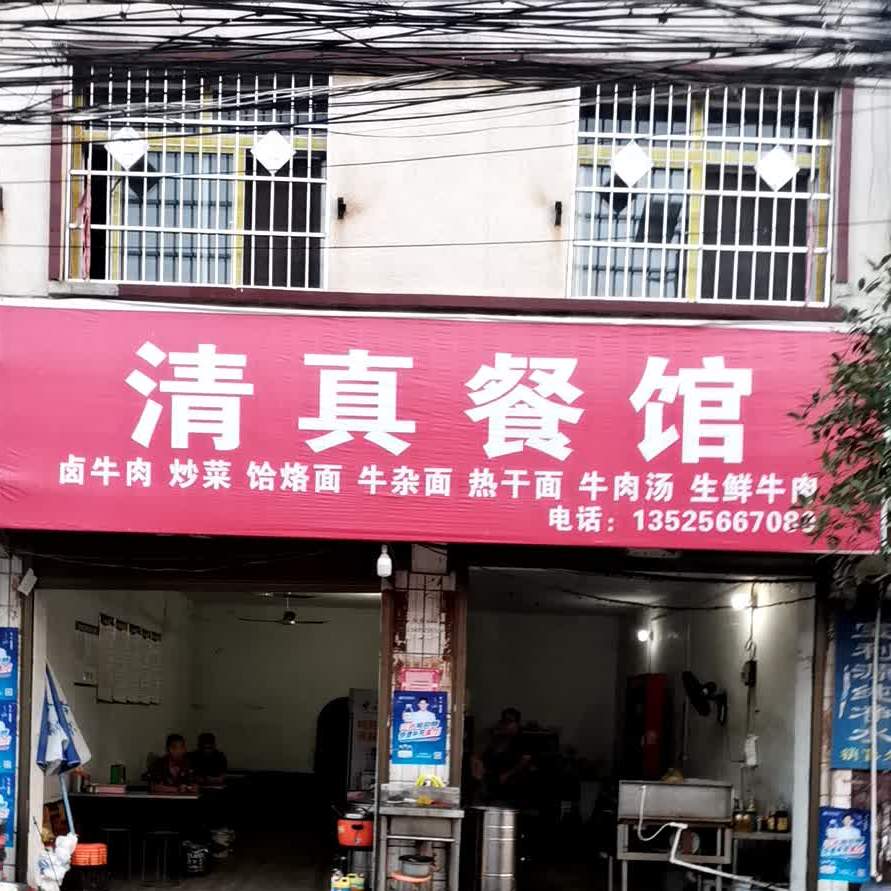 清真餐馆
卤牛肉 炒菜 饸烙面 牛杂面 热干面 牛肉汤 生鲜牛肉
电话：1352566708